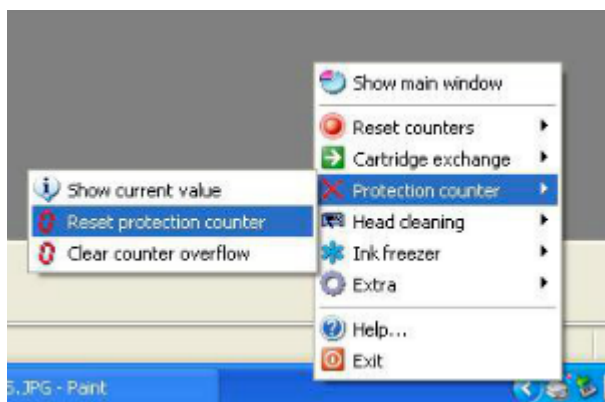 Show main window
Reset counters
Cartridge exchange
Protection counter
Head cleaning
Ink freezer
Extra
Help...
Exit
Show current value
Reset protection counter
Clear counter overflow
5.JPG - Paint